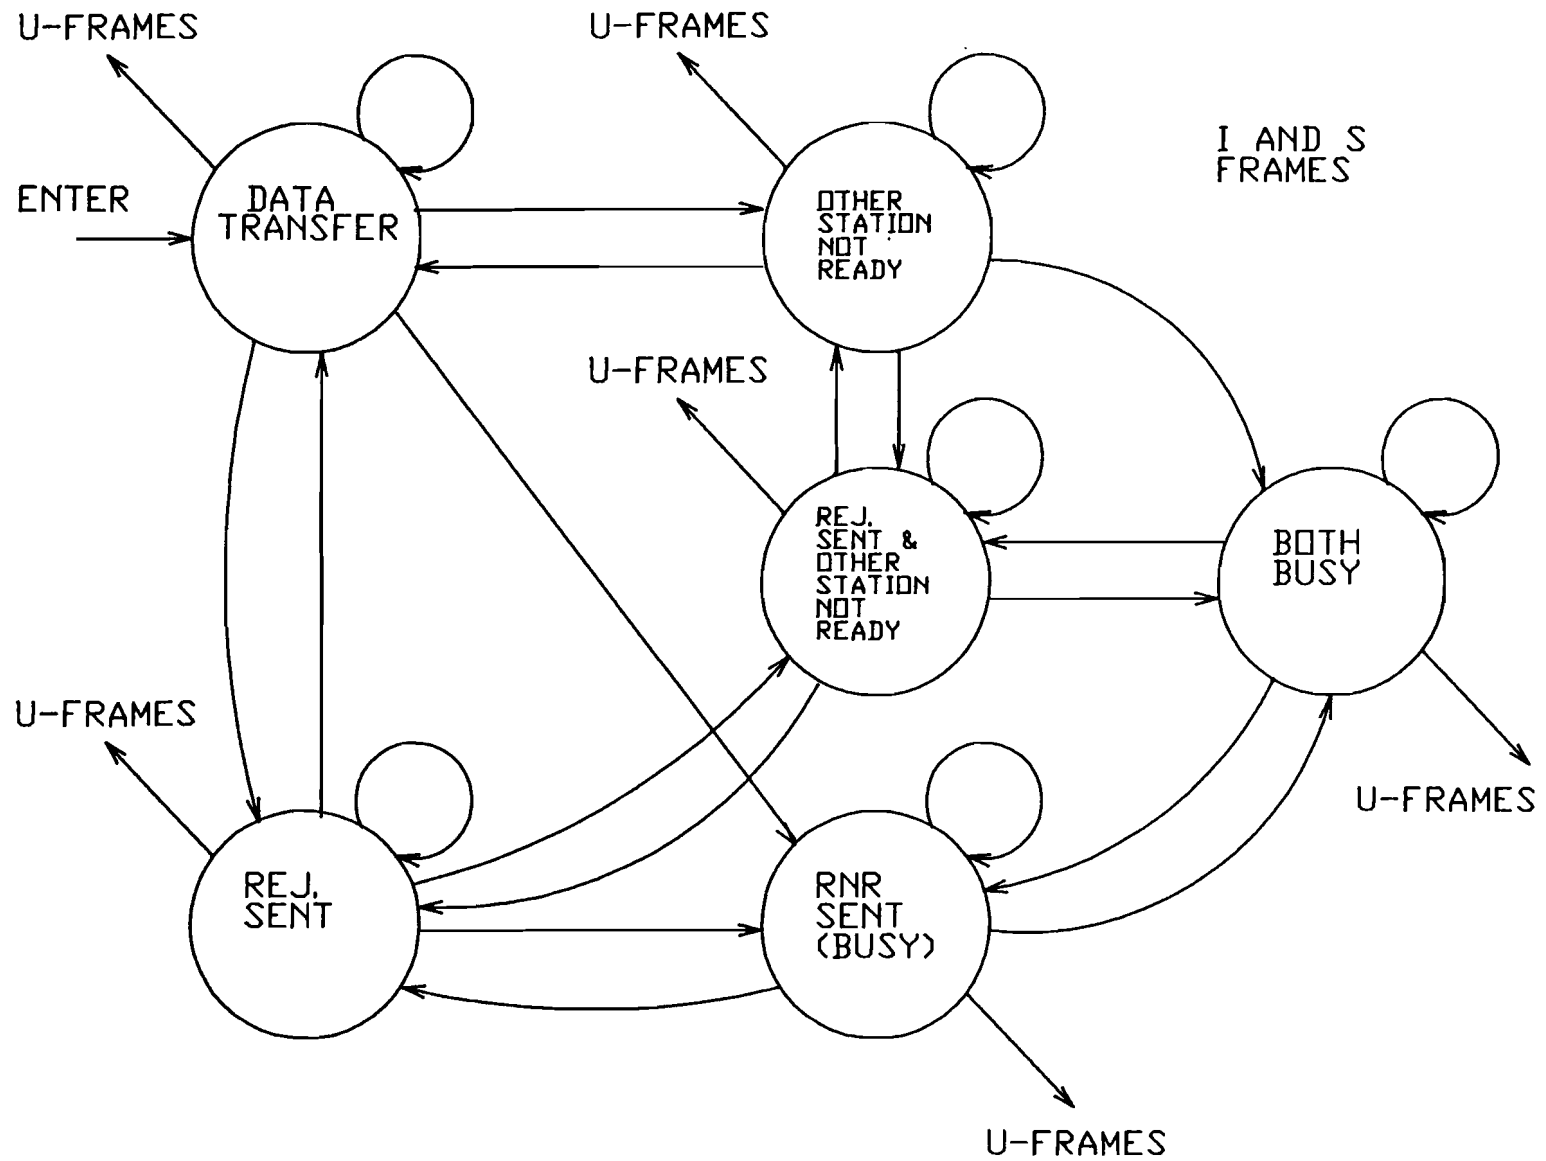 U-FRAMES
U-FRAMES
I AND S
FRAMES
ENTER
DATA
TRANSFER
OTHER
STATION
NOT
READY
U-FRAMES
REJ.
SENT &
OTHER
STATION
NOT
READY
BOTH
BUSY
U-FRAMES
U-FRAMES
REJ.
SENT
RNR
SENT
(BUSY)
U-FRAMES